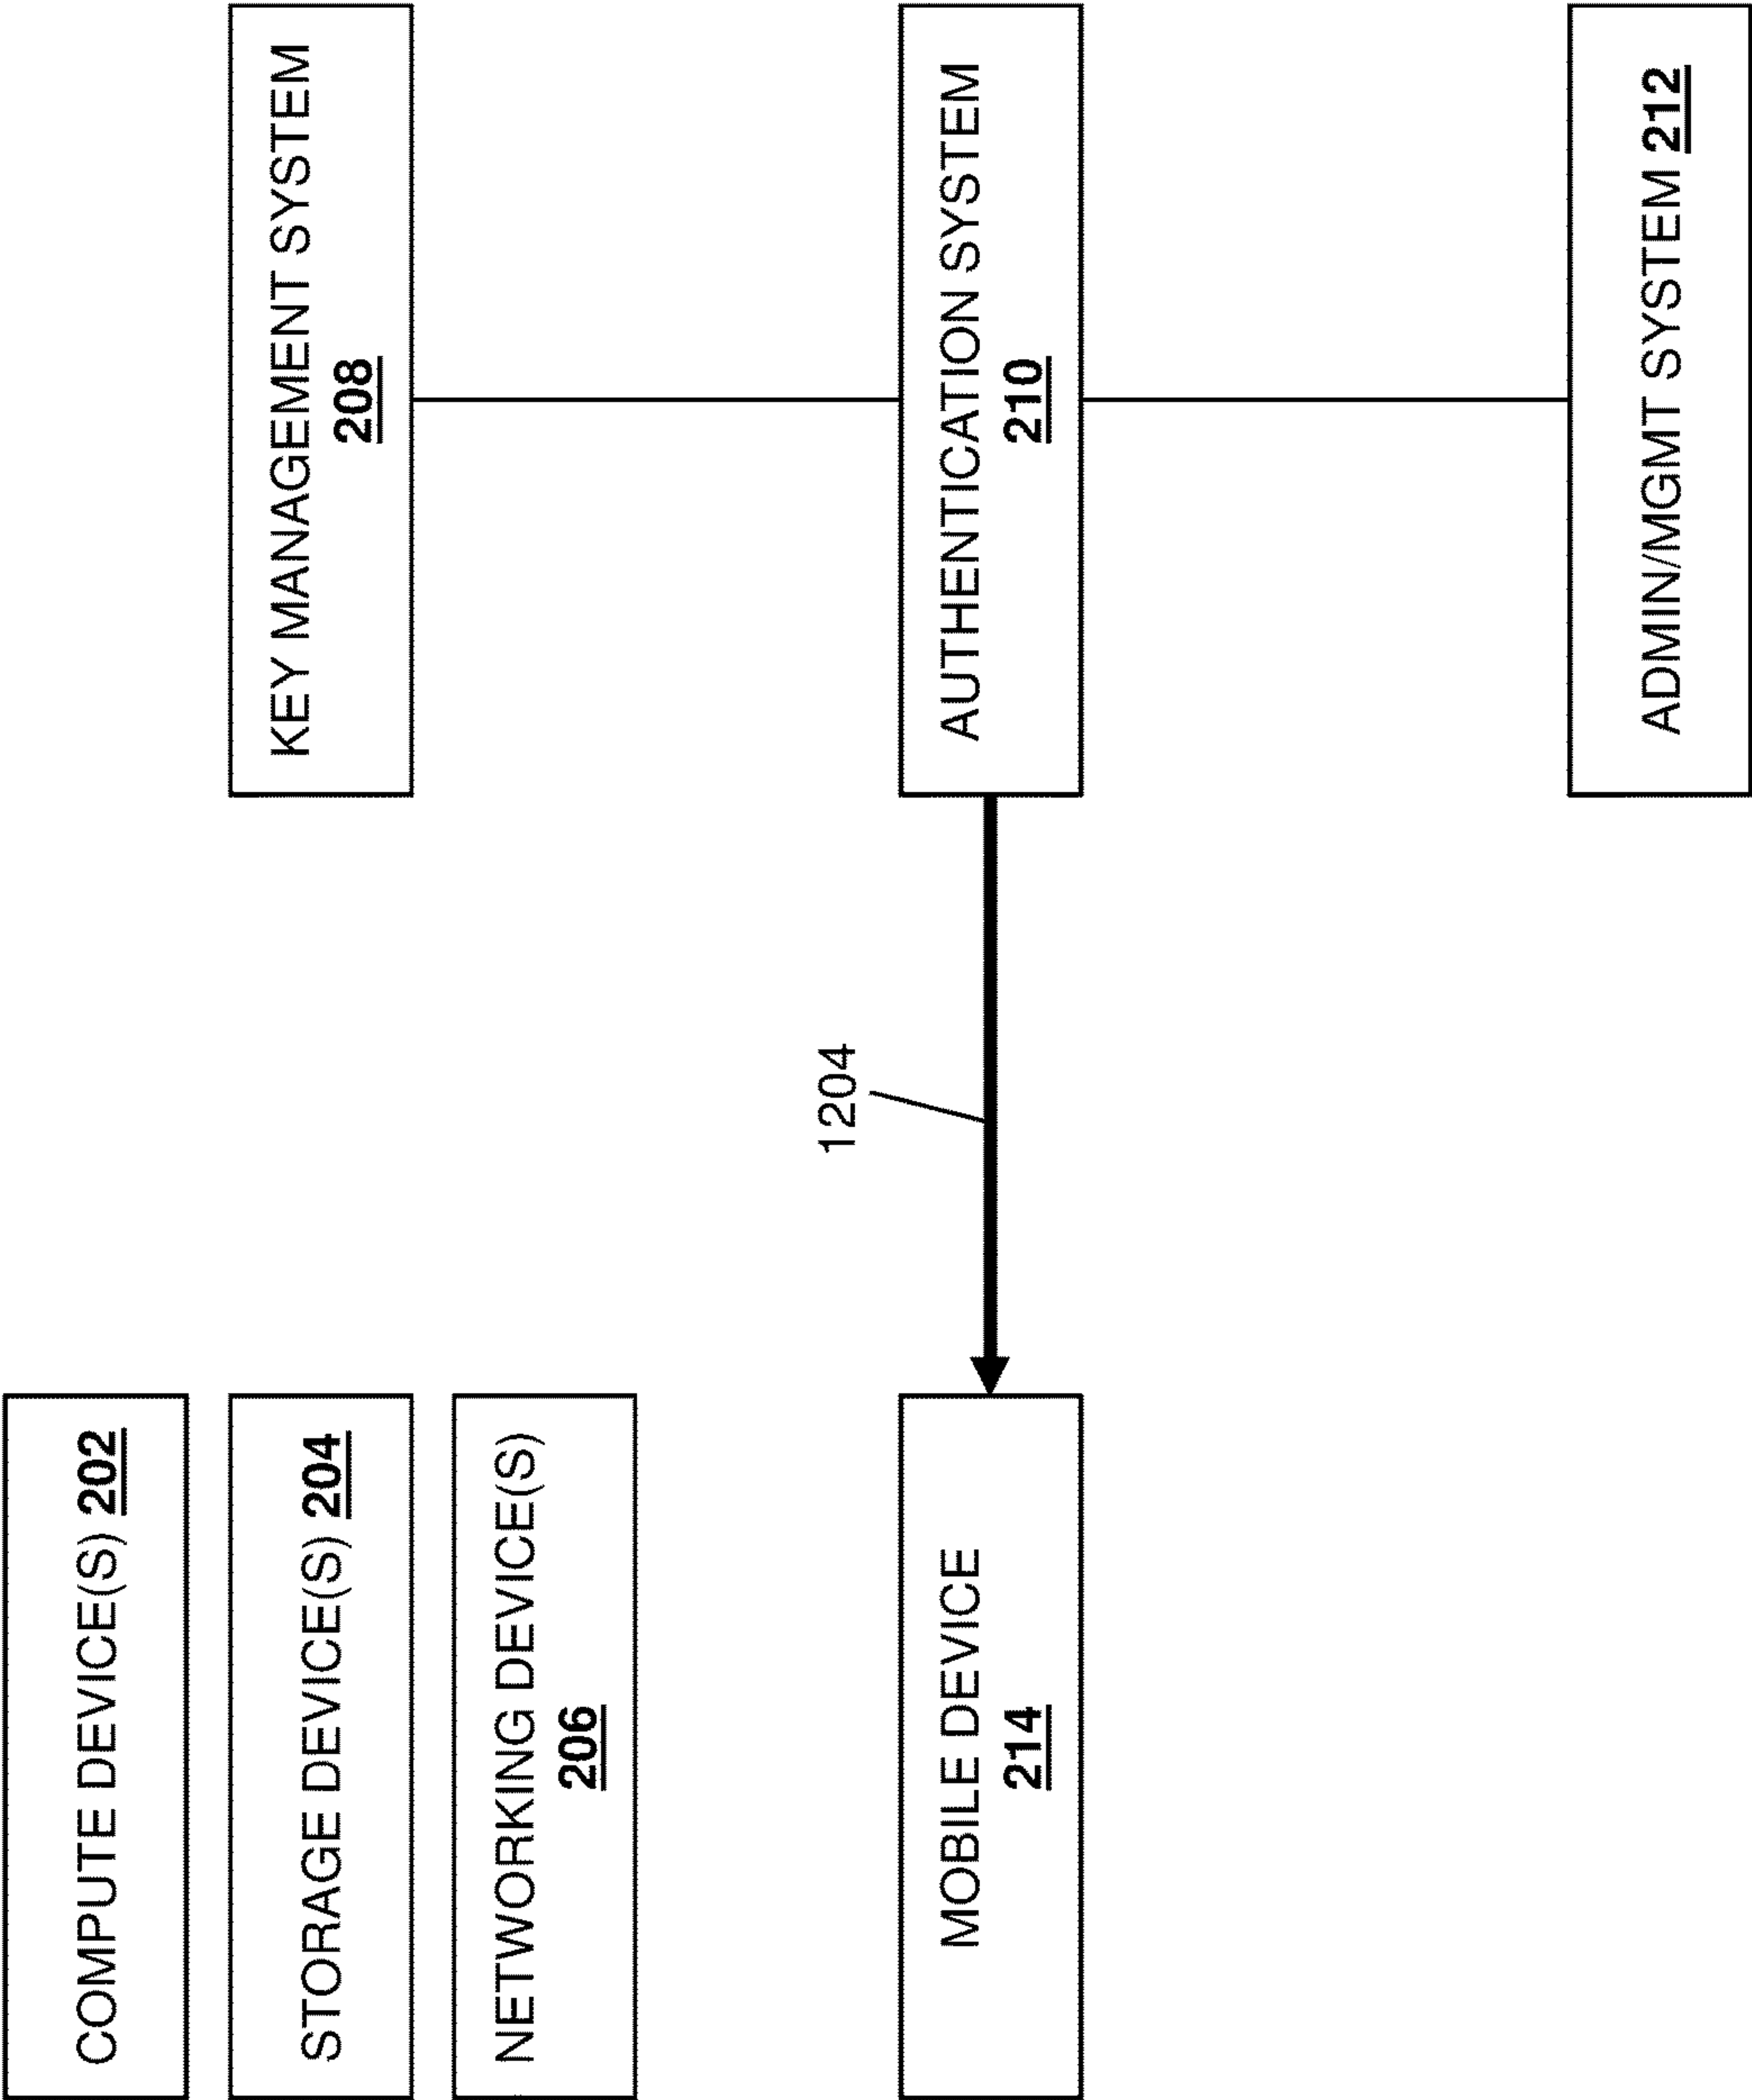 COMPUTE DEVICE(S) 202
STORAGE DEVICE(S) 204
NETWORKING DEVICE(S)
206
MOBILE DEVICE
214
1204
KEY MANAGEMENT SYSTEM
208
AUTHENTICATION SYSTEM
210
ADMIN/MGMT SYSTEM 212